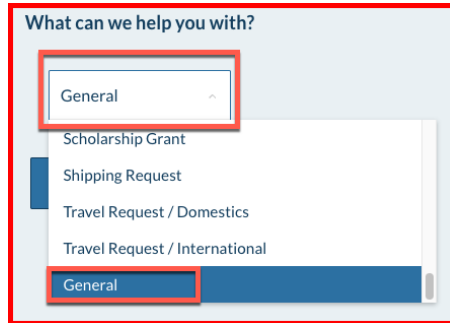 What can we help you with?
General
Scholarship Grant
Shipping Request
Travel Request / Domestics
Travel Request / International
General